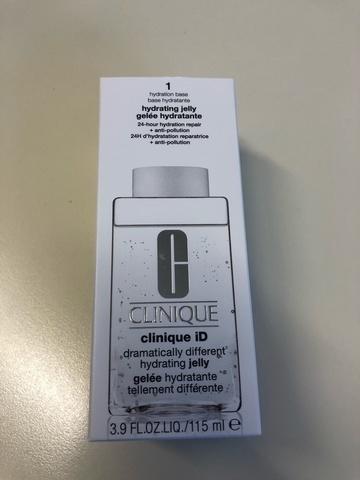 1
hydration base
base hydratante
hydrating jelly
gelée hydratante
24-hour hydration repair
+ anti-pollution
24H d'hydratation reparatrice
+ anti-pollution
C
CLINIQUE
clinique iD
dramatically different
hydrating jelly
gelée hydratante
tellement différente
3.9 FL.OZ.LIQ./115 ml e